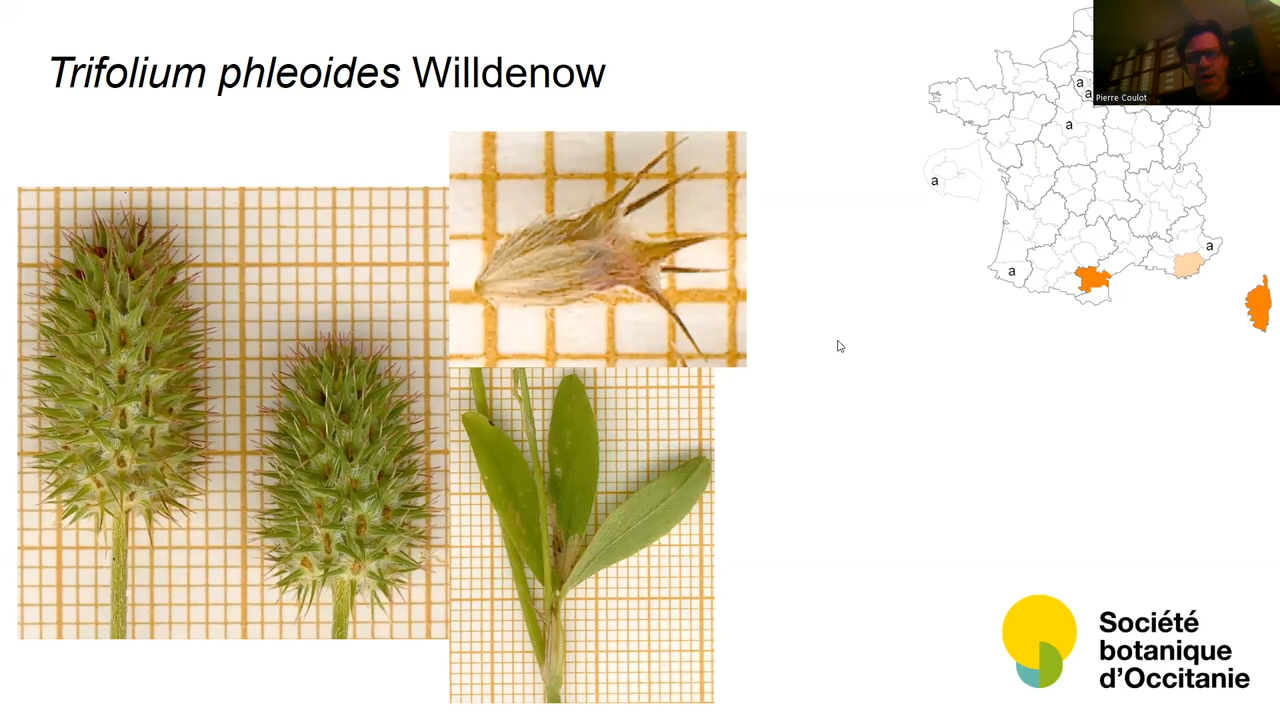 Trifolium phleoides Willdenow
Pierre Coulot
a
a
a
a
a
a
Société
botanique
d'Occitanie